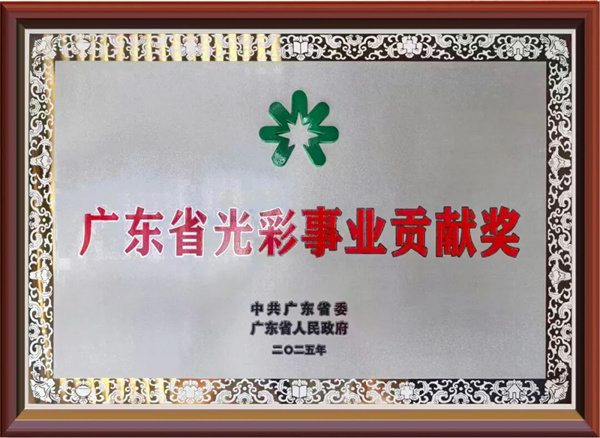 广东省光彩事业贡献奖
中共广东省委
广东省人民政府
二〇二五年